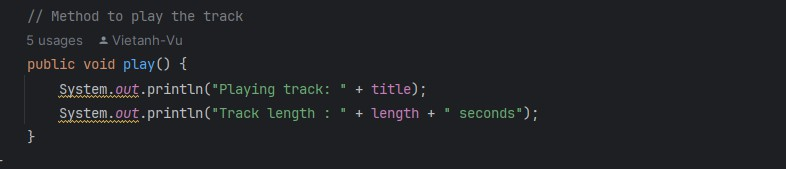 // Method to play the track
5 usages Vietanh-Vu
public void play() {
System.out.println("Playing track: " + title);
System.out.println("Track length : " + length + " seconds");
}